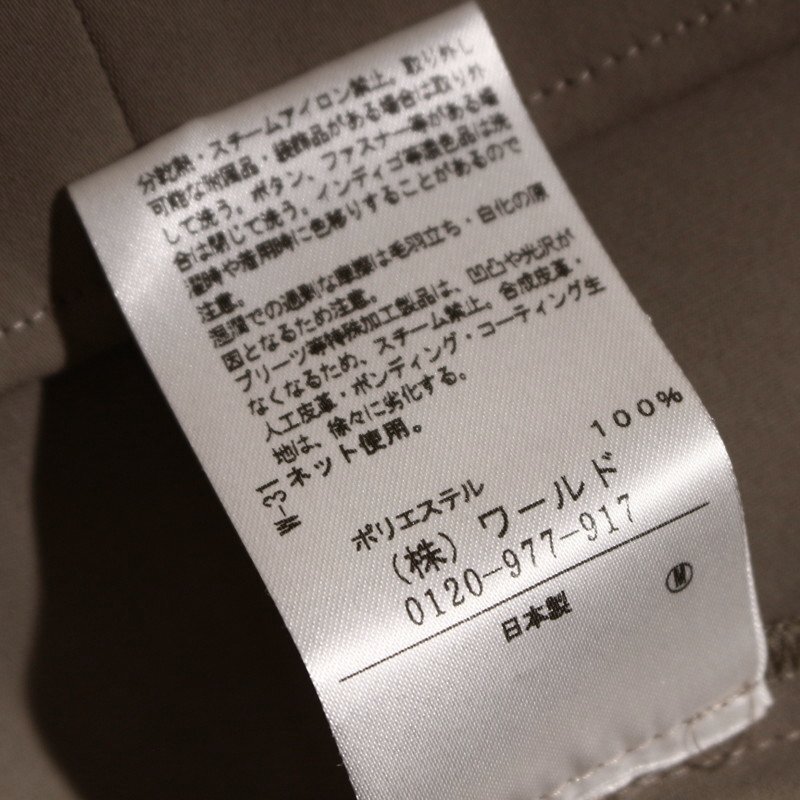 分乾燥・スチームアイロン禁止。取り外し
可能な附属品・装飾品がある場合は取り外
して洗う。ボタン、ファスナー等がある場
合は閉じて洗う。インディゴ等濃色品は洗
濯時や着用時に色移りすることがあるので
注意。
湿潤での過剰な摩擦は毛羽立ち・白化の原
因となるため注意。
プリーツ等特殊加工製品は、凹凸や光沢が
なくなるため、スチーム禁止。合成皮革・
人工皮革・ボンディング・コーティング生
地は、徐々に劣化する。
W-31
ネット使用。
ポリエステル 100%
(株) ワールド
0120-977-917
日本製
M